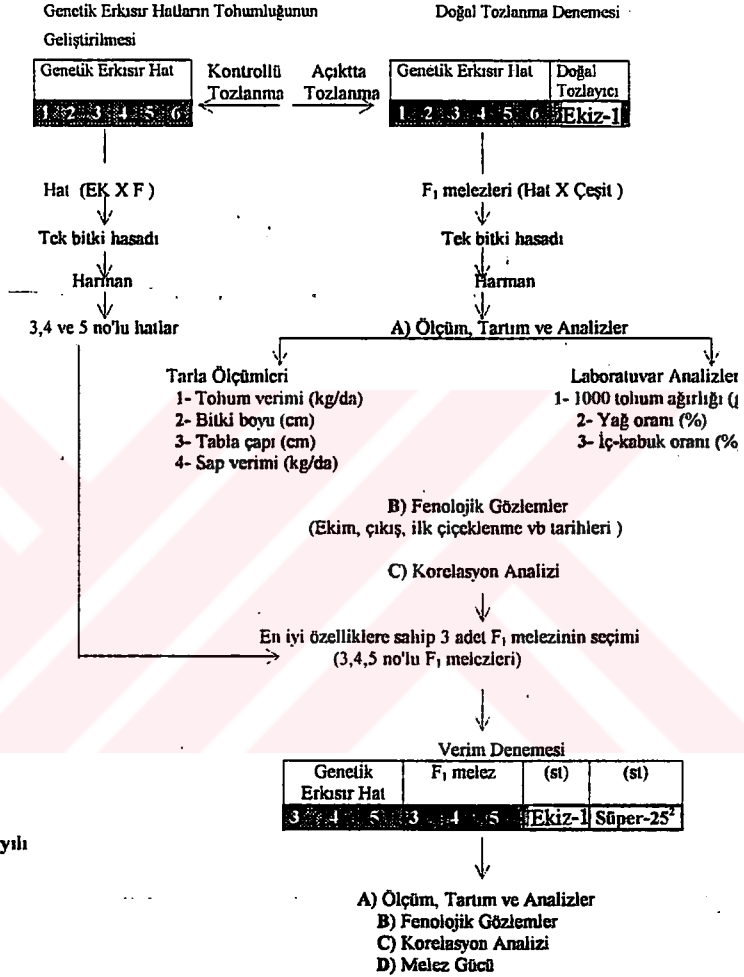 Genetik Erkısır Hatların Tohumluğunun
Geliştirilmesi
Doğal Tozlanma Denemesi
Genetik Erkısır Hat
1 2 3 4 5 6
Kontrollü Tozlanma
Açıktta Tozlanma
Genetik Erkısır Hat
Doğal Tozlayıcı
1 2 3 4 5 6 Ekiz-1
Hat (EK X F )
Tek bitki hasadı
Harman
3,4 ve 5 no'lu hatlar
F₁ melezleri (Hat X Çeşit )
Tek bitki hasadı
Harman
A) Ölçüm, Tartım ve Analizler
Tarla Ölçümleri
1- Tohum verimi (kg/da)
2- Bitki boyu (cm)
3- Tabla çapı (cm)
4- Sap verimi (kg/da)
Laboratuvar Analizler
1- 1000 tohum ağırlığı (
2- Yağ oranı (%)
3- İç-kabuk oranı (%
B) Fenolojik Gözlemler
(Ekim, çıkış, ilk çiçeklenme vb tarihleri )
C) Korelasyon Analizi
En iyi özelliklere sahip 3 adet F₁ melezinin seçimi
(3,4,5 no'lu F₁ melezleri)
Verim Denemesi
Genetik Erkısır Hat
F₁ melez
(st)
(st)
3 4 5 3 4 5 Ekiz-1 Süper-25²
yılı
A) Ölçüm, Tartım ve Analizler
B) Fenolojik Gözlemler
C) Korelasyon Analizi
D) Melez Gücü